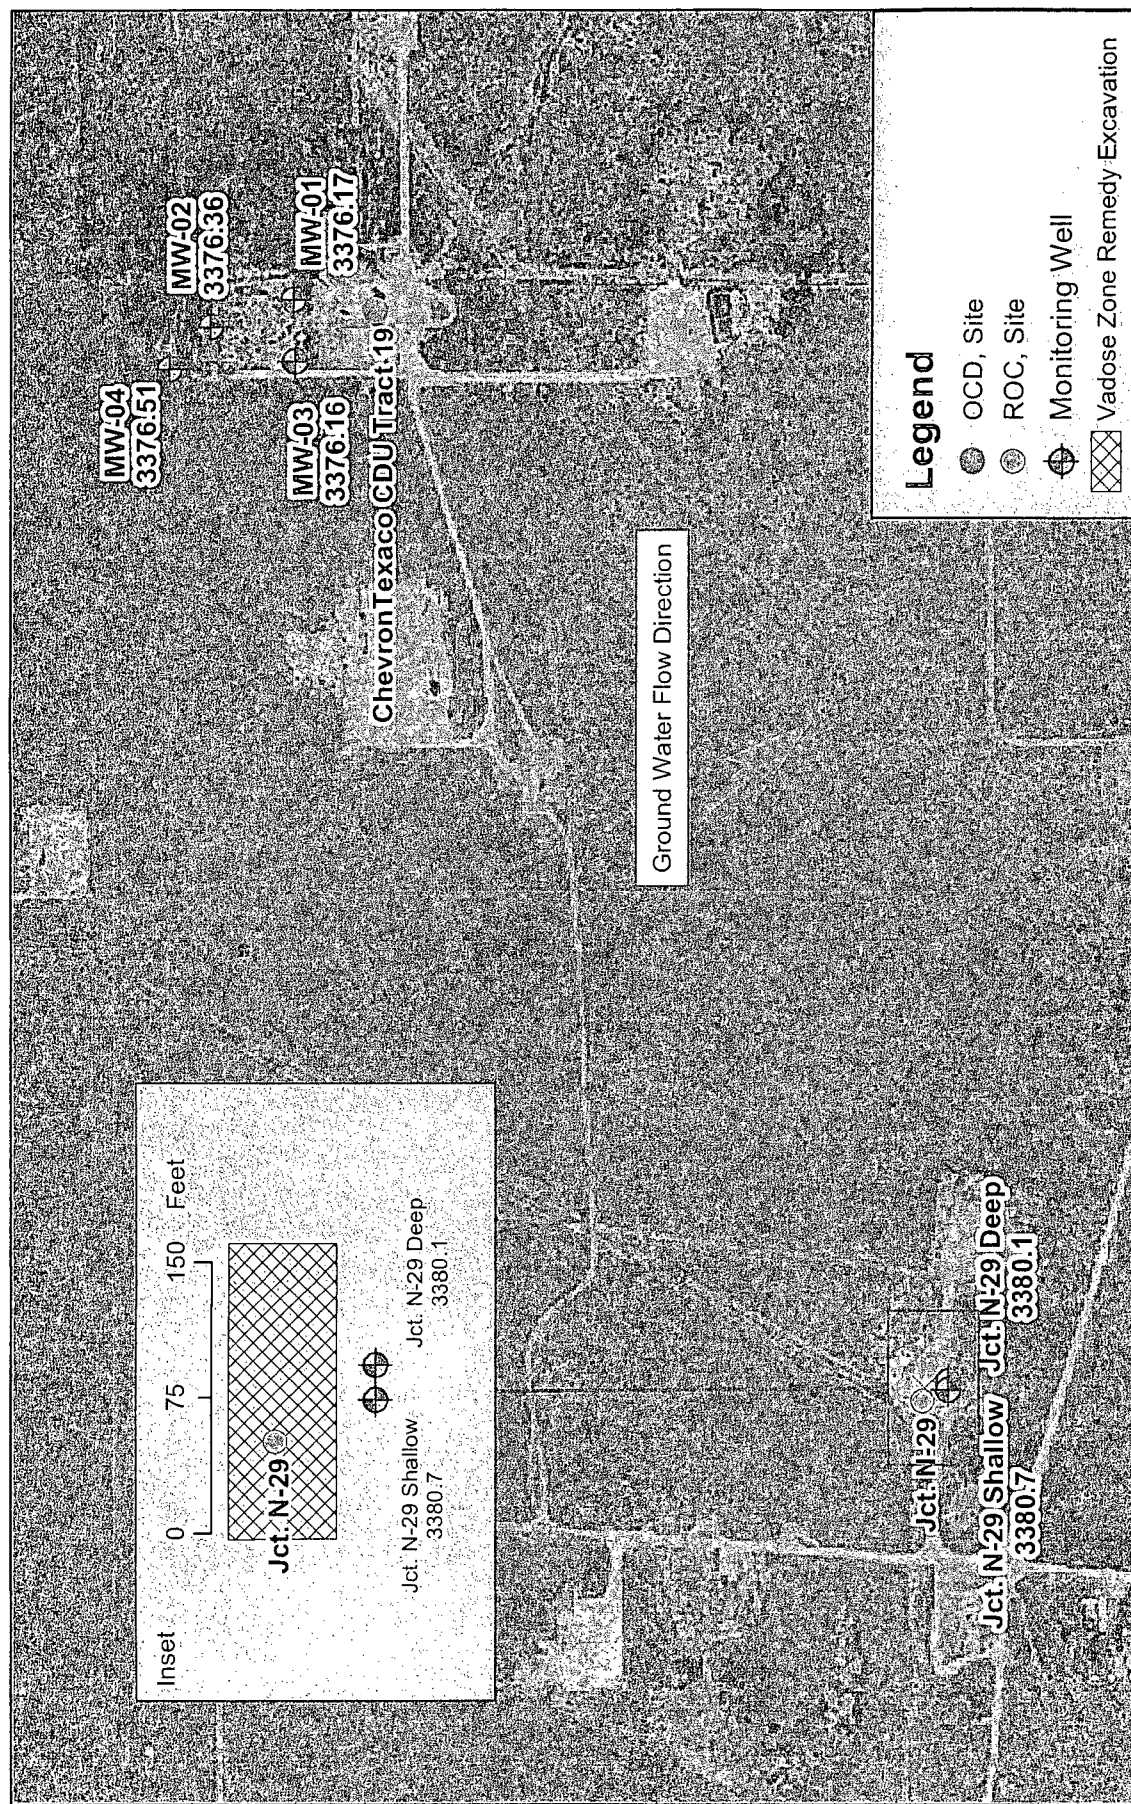 Inset
0 75 150 Feet
Jct. N-29
Jct. N-29 Shallow
3380.7
Jct. N-29 Deep
3380.1
MW-04
3376.51
MW-02
3376.36
MW-03
3376.16
MW-01
3376.17
ChevronTexaco CDU Tract 19
Ground Water Flow Direction
Jct. N-29
Jct. N-29 Shallow
3380.7
Jct. N-29 Deep
3380.1
Legend
OCD, Site
ROC, Site
Monitoring Well
Vadose Zone Remedy Excavation